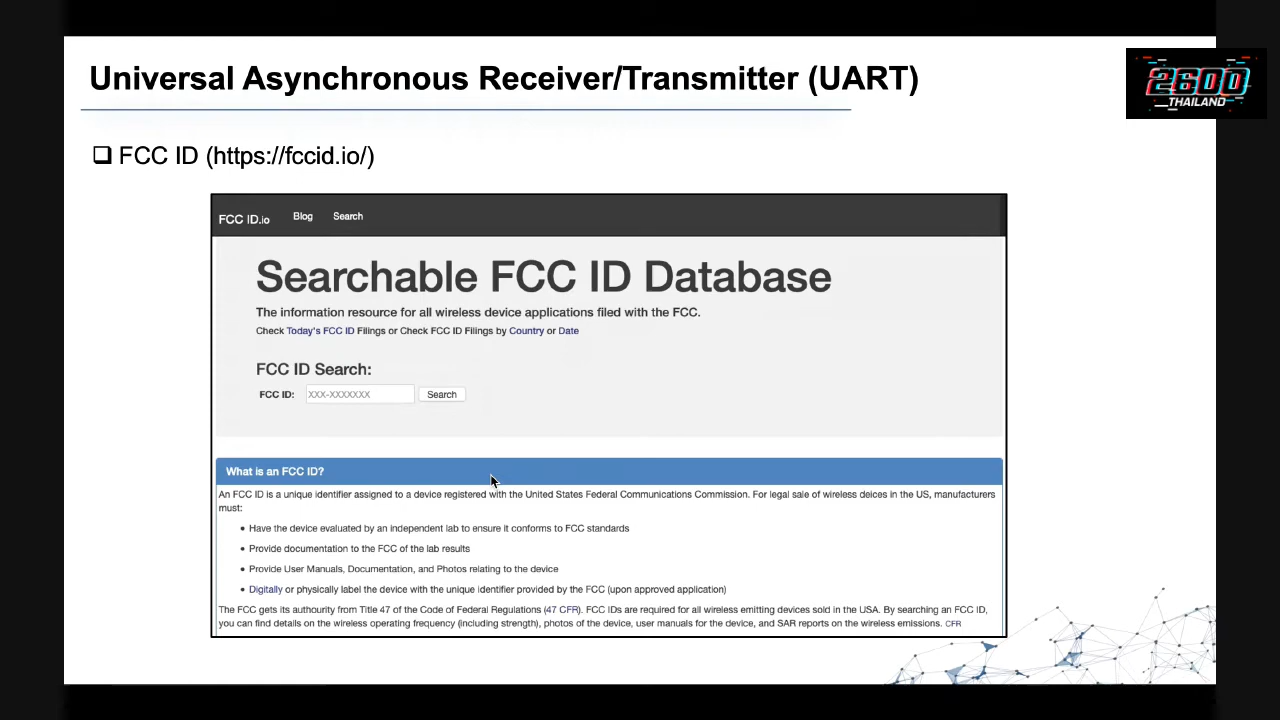 Universal Asynchronous Receiver/Transmitter (UART)
2600
THAILAND
FCC ID (https://fccid.io/)
FCC ID.io Blog Search
Searchable FCC ID Database
The information resource for all wireless device applications filed with the FCC.
Check Today's FCC ID Filings or Check FCC ID Filings by Country or Date
FCC ID Search:
FCC ID: XXX-XXXXXXX Search
What is an FCC ID?
An FCC ID is a unique identifier assigned to a device registered with the United States Federal Communications Commission. For legal sale of wireless deices in the US, manufacturers
must:
• Have the device evaluated by an independent lab to ensure it conforms to FCC standards
• Provide documentation to the FCC of the lab results
• Provide User Manuals, Documentation, and Photos relating to the device
• Digitally or physically label the device with the unique identifier provided by the FCC (upon approved application)
The FCC gets its authourity from Title 47 of the Code of Federal Regulations (47 CFR). FCC IDs are required for all wireless emitting devices sold in the USA. By searching an FCC ID,
you can find details on the wireless operating frequency (including strength), photos of the device, user manuals for the device, and SAR reports on the wireless emissions. CFR